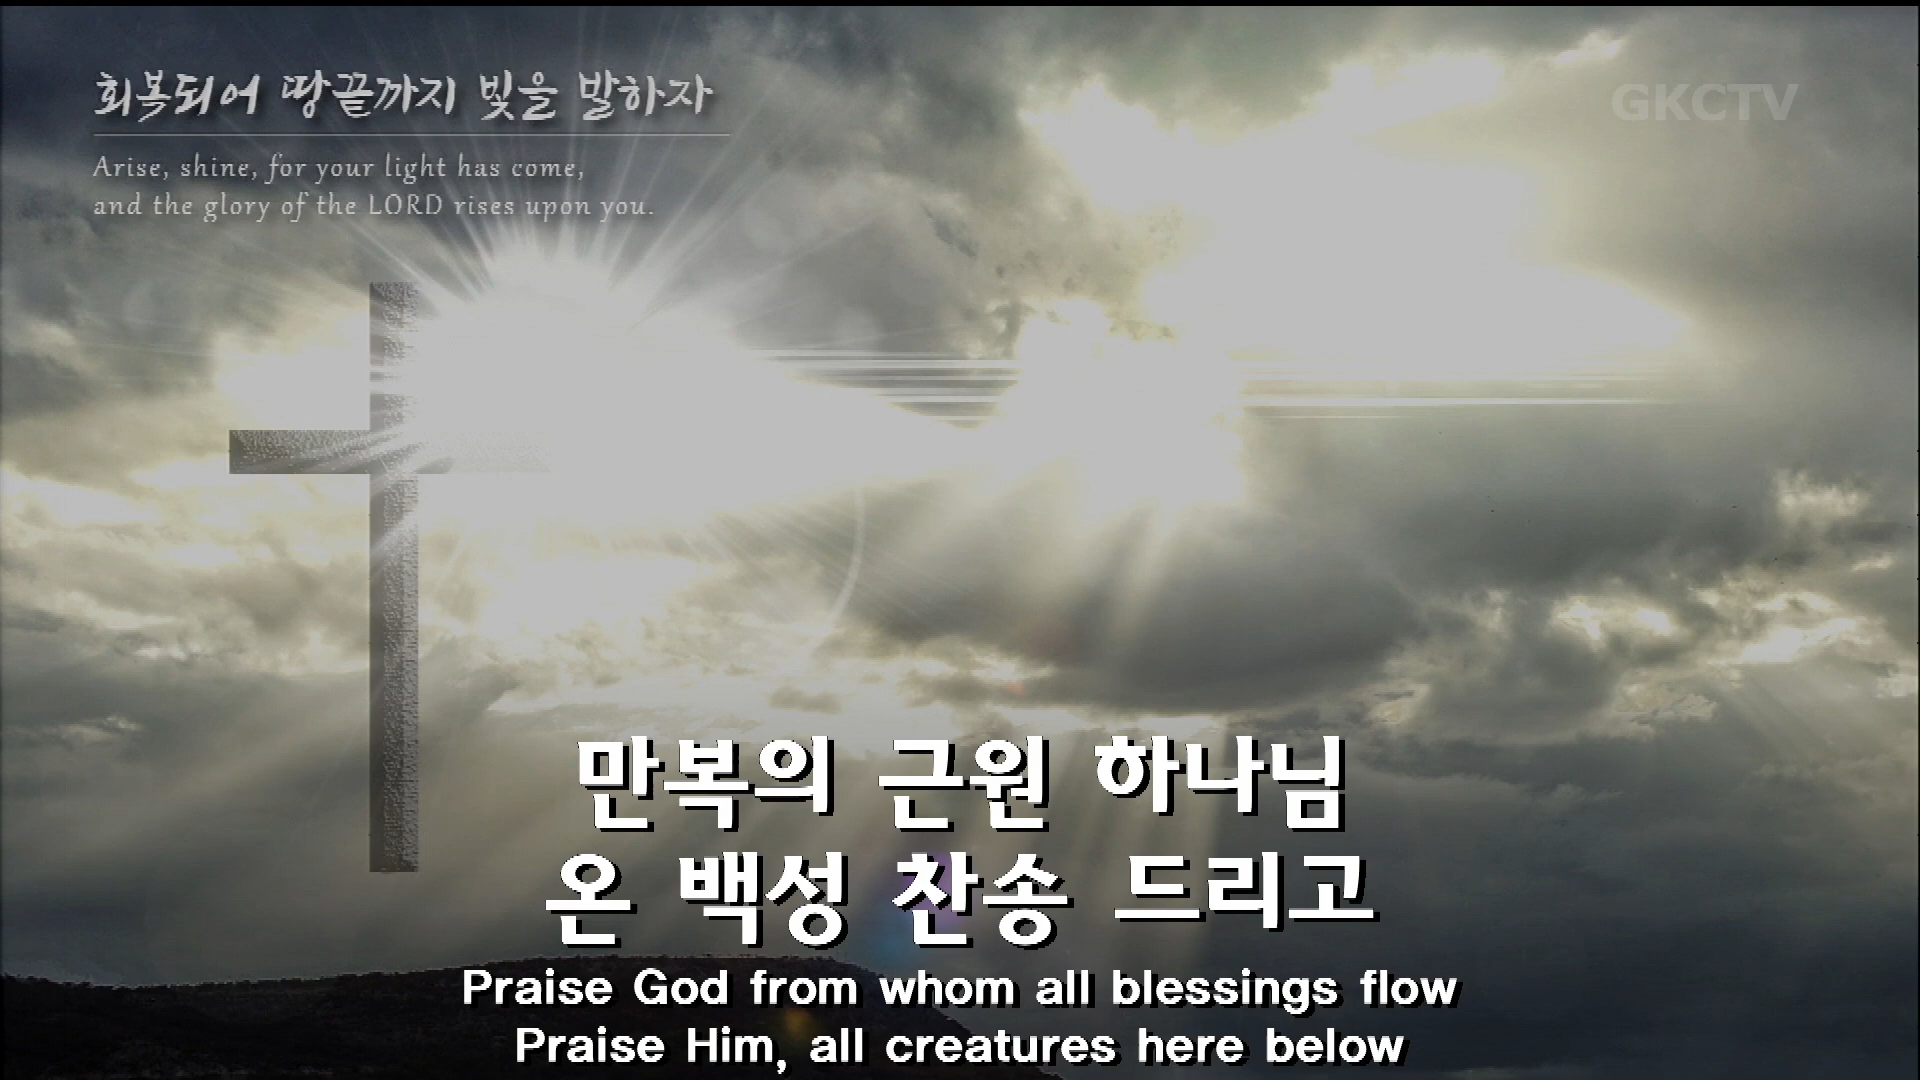 회복되어 땅끝까지 빛을 발하자
GKCTV
Arise, shine, for your light has come,
and the glory of the LORD rises upon you.
만복의 근원 하나님
온 백성 찬송 드리고
Praise God from whom all blessings flow
Praise Him, all creatures here below